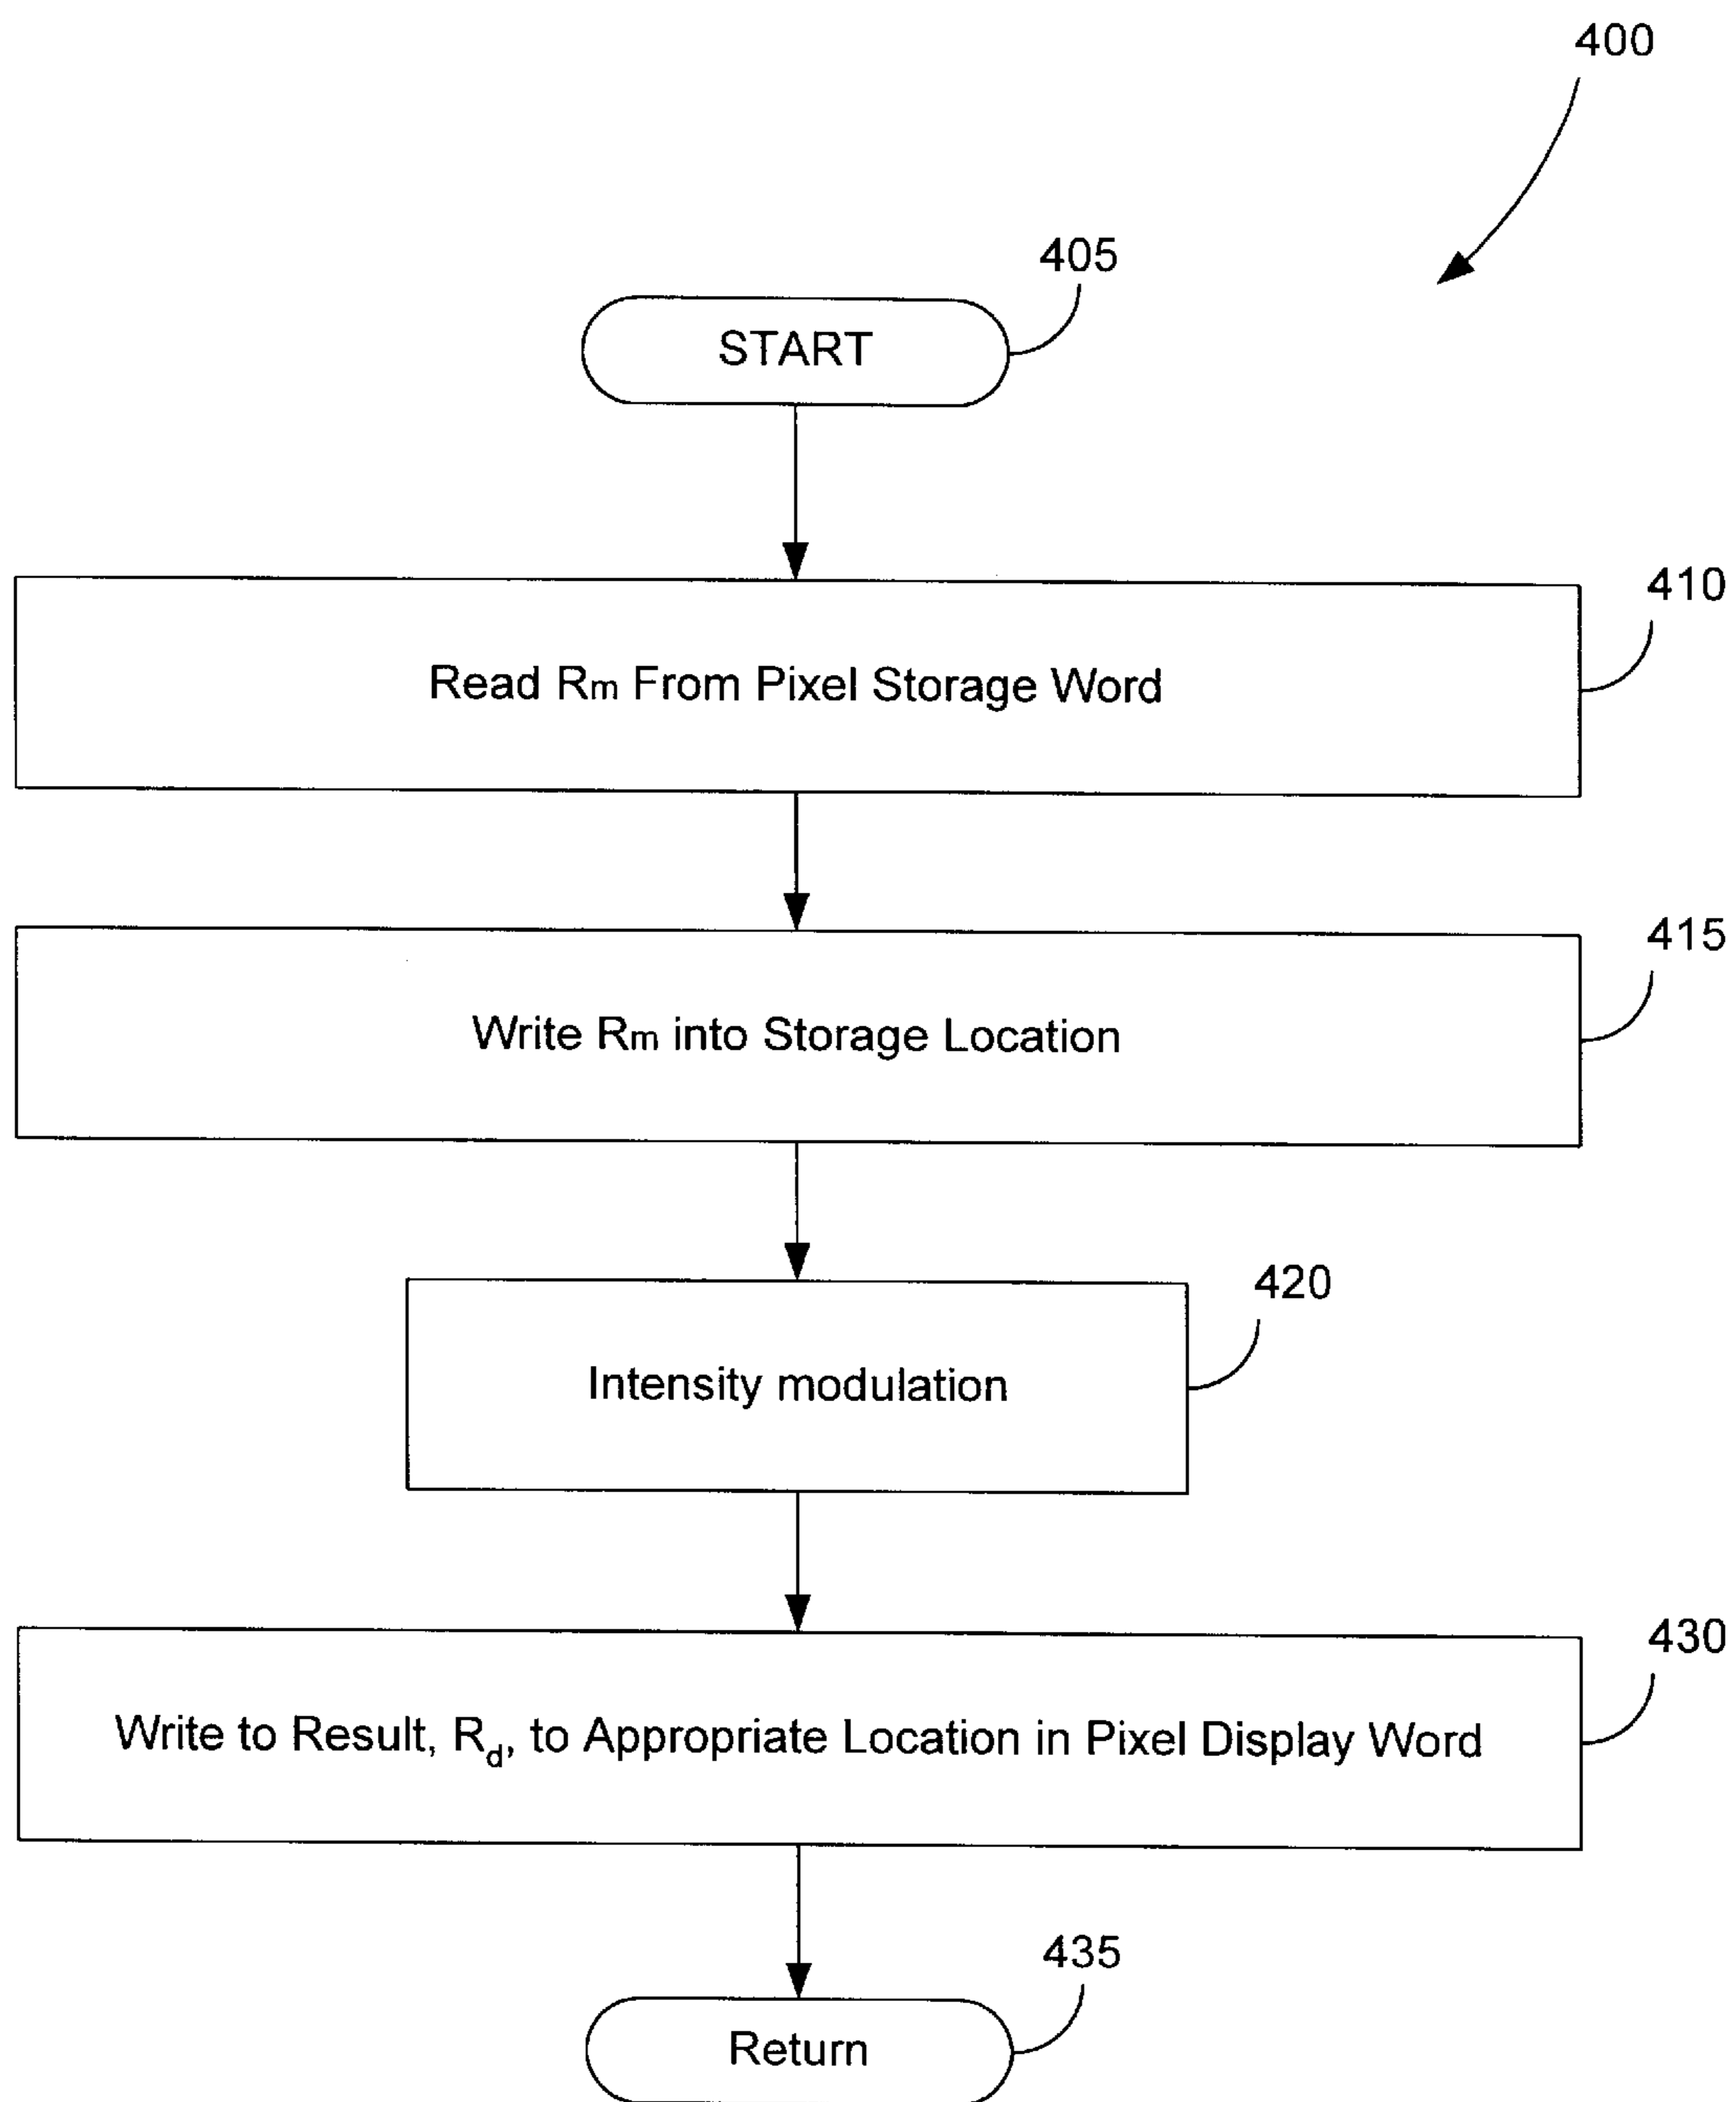 400
405
START
410
Read Rm From Pixel Storage Word
415
Write Rm into Storage Location
420
Intensity modulation
430
Write to Result, Rd, to Appropriate Location in Pixel Display Word
435
Return